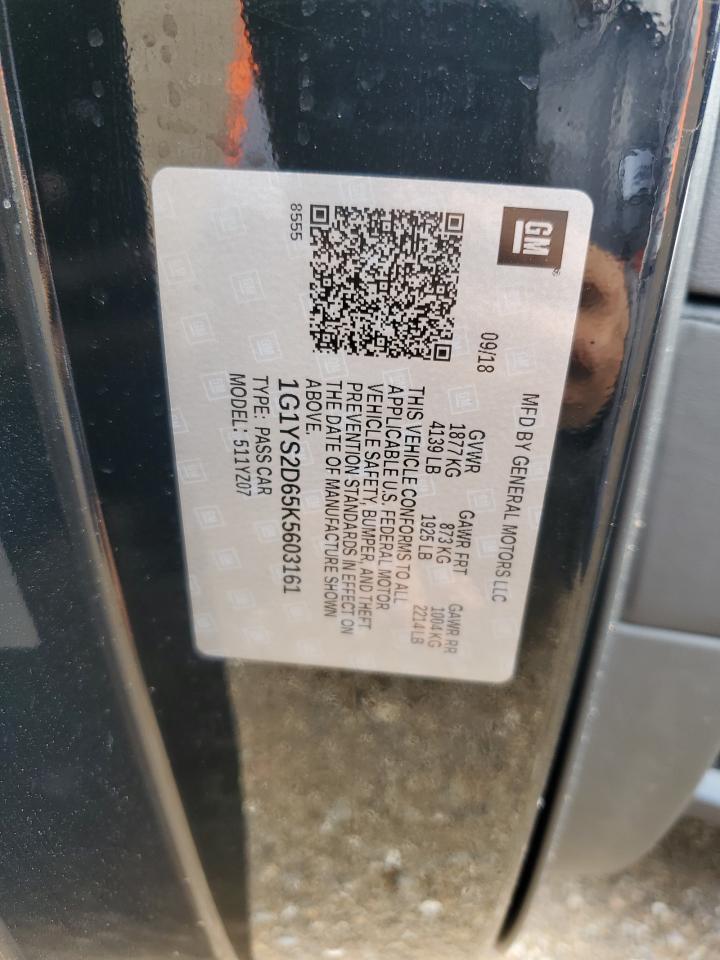 GM
®
MFD BY GENERAL MOTORS LLC
09/18
GVWR GAWR FRT GAWR RR
1877 KG 873 KG 1004 KG
4139 LB 1925 LB 2214 LB
THIS VEHICLE CONFORMS TO ALL
APPLICABLE U.S. FEDERAL MOTOR
VEHICLE SAFETY, BUMPER, AND THEFT
PREVENTION STANDARDS IN EFFECT ON
THE DATE OF MANUFACTURE SHOWN
ABOVE.
8555
1G1YS2D65K5603161
TYPE: PASS CAR
MODEL: 511YZ07